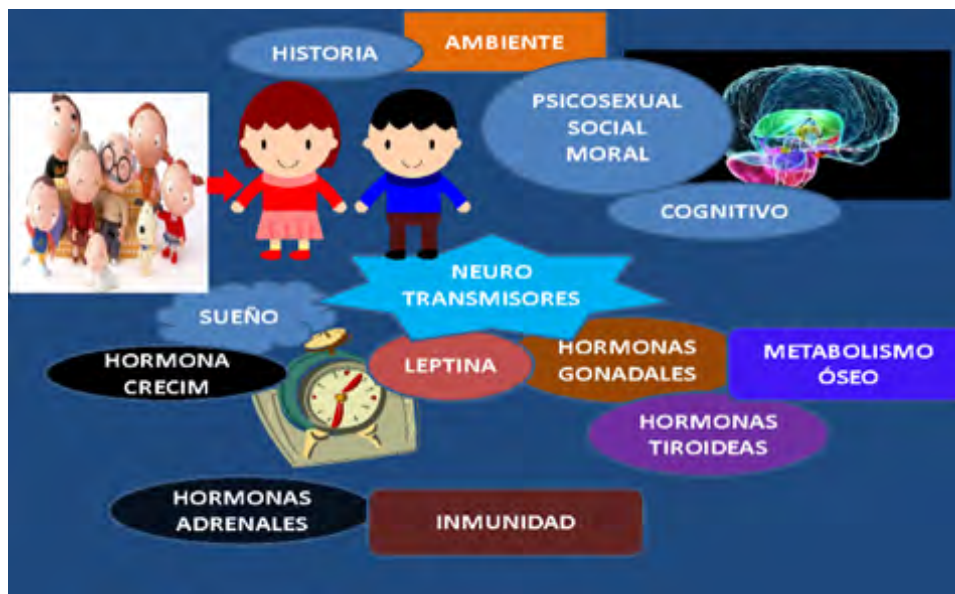 HISTORIA
AMBIENTE
PSICOSEXUAL
SOCIAL
MORAL
COGNITIVO
NEURO
TRANSMISORES
SUEÑO
HORMONA
CRECIM
LEPTINA
HORMONAS
GONADALES
METABOLISMO
ÓSEO
HORMONAS
TIROIDEAS
HORMONAS
ADRENALES
INMUNIDAD